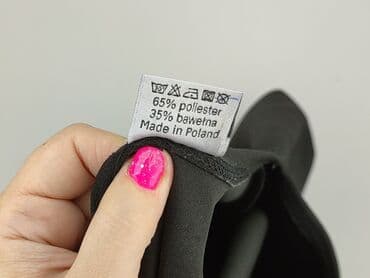 65% poliester
35% bawełna
Made in Poland